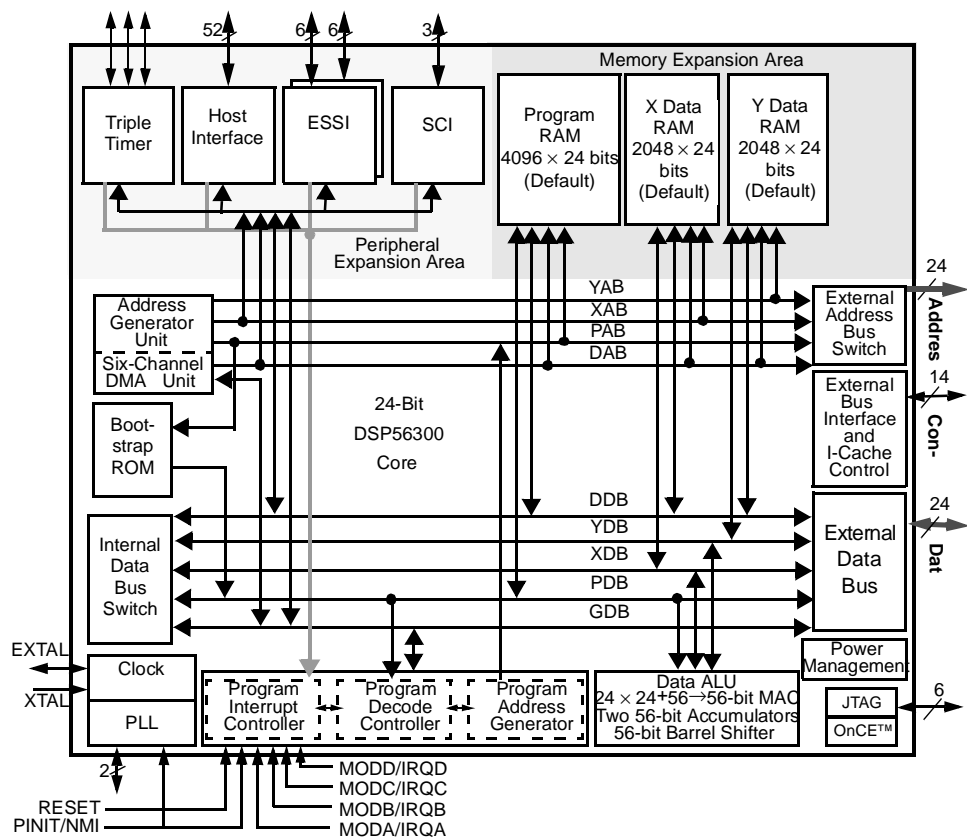 52
6
6
3
Memory Expansion Area
Triple
Timer
Host
Interface
ESSI
SCI
Program
RAM
4096 × 24 bits
(Default)
X Data
RAM
2048 × 24
bits
(Default)
Y Data
RAM
2048 × 24
bits
(Default)
Peripheral
Expansion Area
YAB
XAB
PAB
DAB
24
Addres
Address
Generator
Unit
Six-Channel
DMA Unit
External
Address
Bus
Switch
14
Con-
External
Bus
Interface
and
I-Cache
Control
Boot-
strap
ROM
24-Bit
DSP56300
Core
DDB
YDB
XDB
PDB
GDB
24
Dat
Internal
Data
Bus
Switch
External
Data
Bus
EXTAL
XTAL
Clock
PLL
2
Program
Interrupt
Controller
Program
Decode
Controller
Program
Address
Generator
Data ALU
24 × 24+56→56-bit MAC
Two 56-bit Accumulators
56-bit Barrel Shifter
Power
Management
JTAG
OnCE™
6
RESET
PINIT/NMI
MODD/IRQD
MODC/IRQC
MODB/IRQB
MODA/IRQA